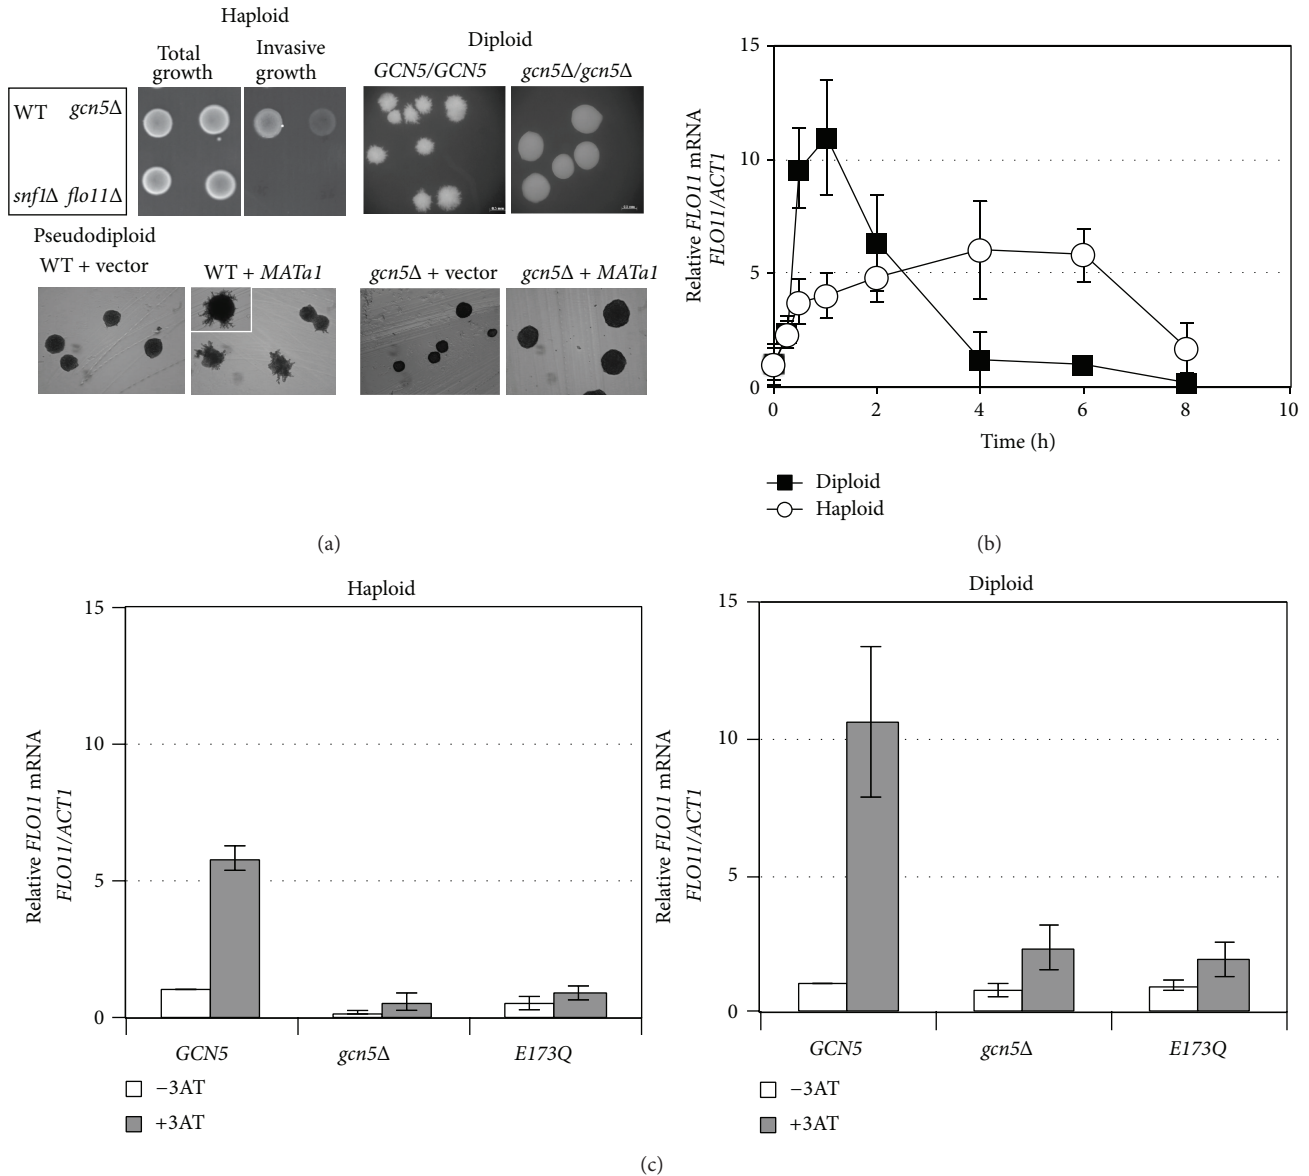 Haploid
Total growth
Invasive growth
WT gcn5Δ
snf1Δ flo11Δ
Diploid
GCN5/GCN5
gcn5Δ/gcn5Δ
Pseudodiploid
WT + vector
WT + MATa1
gcn5Δ + vector
gcn5Δ + MATa1
(a)
Relative FLO11 mRNA
FLO11/ACT1
15
10
5
0
0 2 4 6 8 10
Time (h)
Diploid
Haploid
(b)
Haploid
Relative FLO11 mRNA
FLO11/ACT1
15
10
5
0
GCN5 gcn5Δ E173Q
−3AT
+3AT
Diploid
Relative FLO11 mRNA
FLO11/ACT1
15
10
5
0
GCN5 gcn5Δ E173Q
−3AT
+3AT
(c)